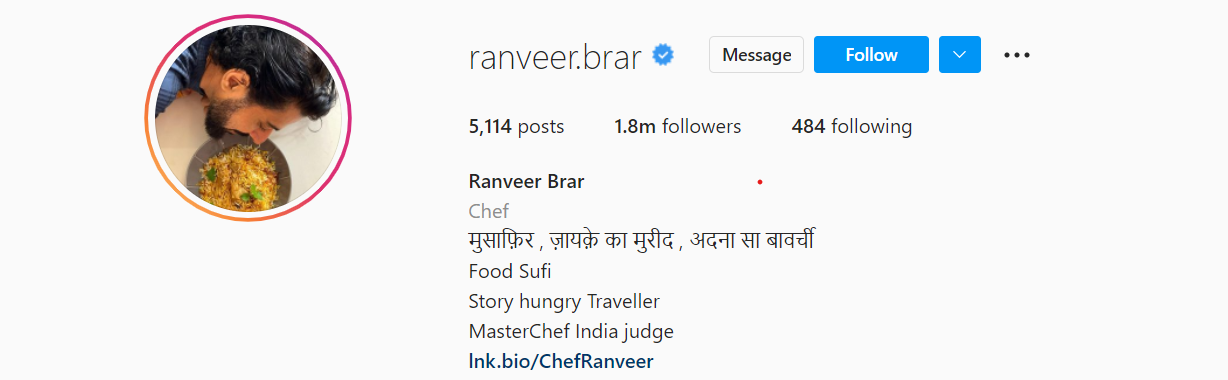 ranveer.brar Message Follow
5,114 posts 1.8m followers 484 following
Ranveer Brar
Chef
मुसाफ़िर , ज़ायक़े का मुरीद , अदना सा बावर्ची
Food Sufi
Story hungry Traveller
MasterChef India judge
lnk.bio/ChefRanveer